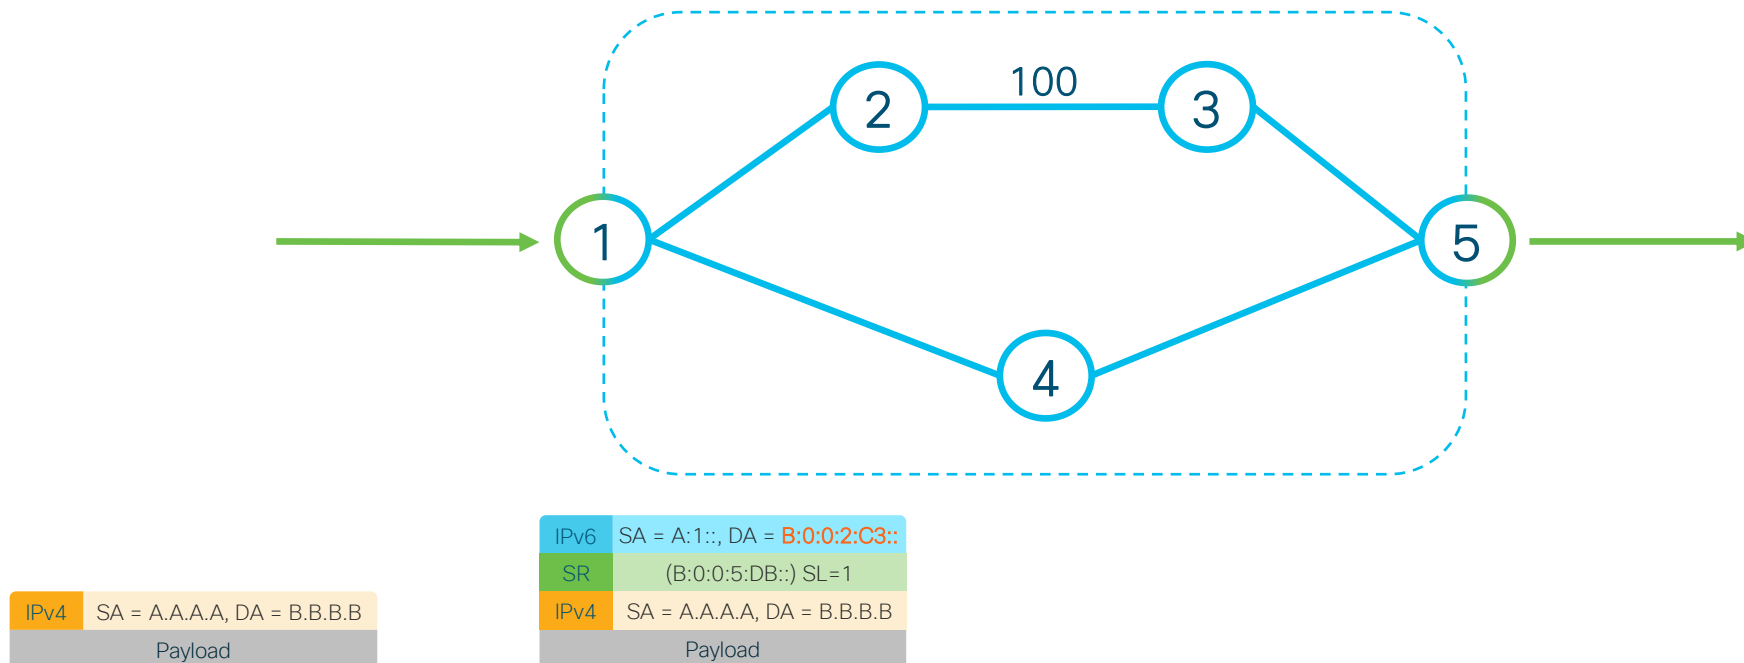 100
2
3
1
5
4
IPv6 SA = A:1::, DA = B:0:0:2:C3::
SR (B:0:0:5:DB::) SL=1
IPv4 SA = A.A.A.A, DA = B.B.B.B
IPv4 SA = A.A.A.A, DA = B.B.B.B
Payload
Payload